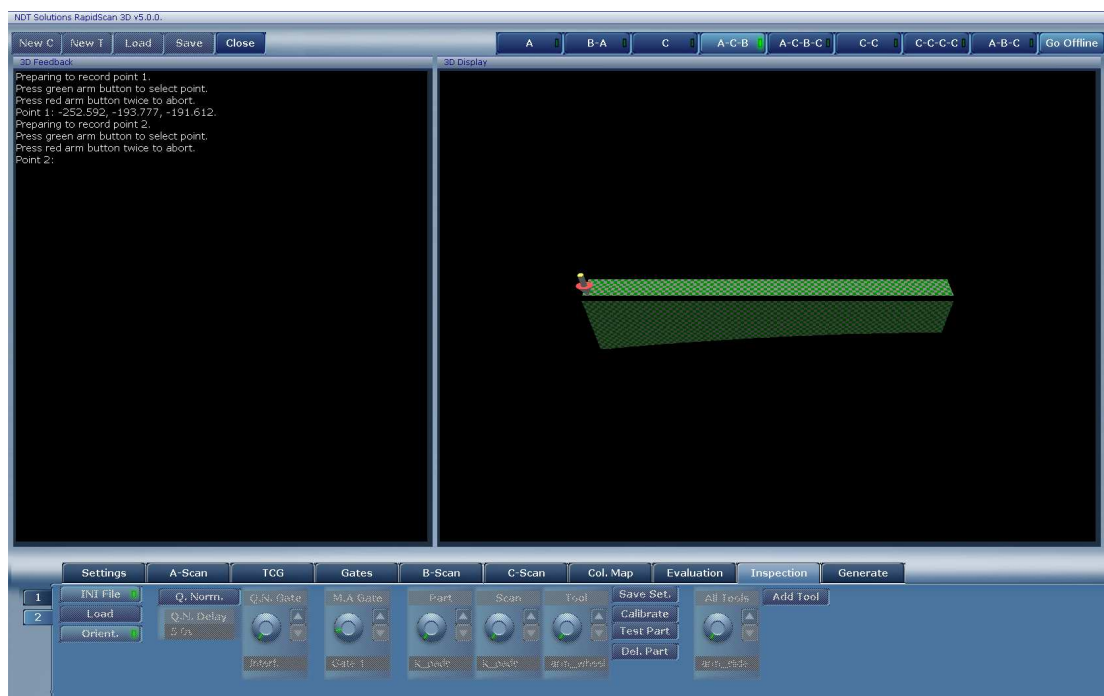 NDT Solutions RapidScan 3D v5.0.0.
New C New T Load Save Close A B-A C A-C-B A-C-B-C C-C C-C-C-C A-B-C Go Offline
3D Feedback 3D Display
Preparing to record point 1.
Press green arm button to select point.
Press red arm button twice to abort.
Point 1: -252.592, -193.777, -191.612.
Preparing to record point 2.
Press green arm button to select point.
Press red arm button twice to abort.
Point 2:
Settings A-Scan TCG Gates B-Scan C-Scan Col. Map Evaluation Inspection Generate
1 INI File Q. Norm. Q.N. Gate M.A Gate Part Scan Tool Save Set. All Tools Add Tool
2 Load Q.N. Delay Calibrate
Orient. Test Part
Del. Part
Interf. Gate 1 arm_wheel arm_slide